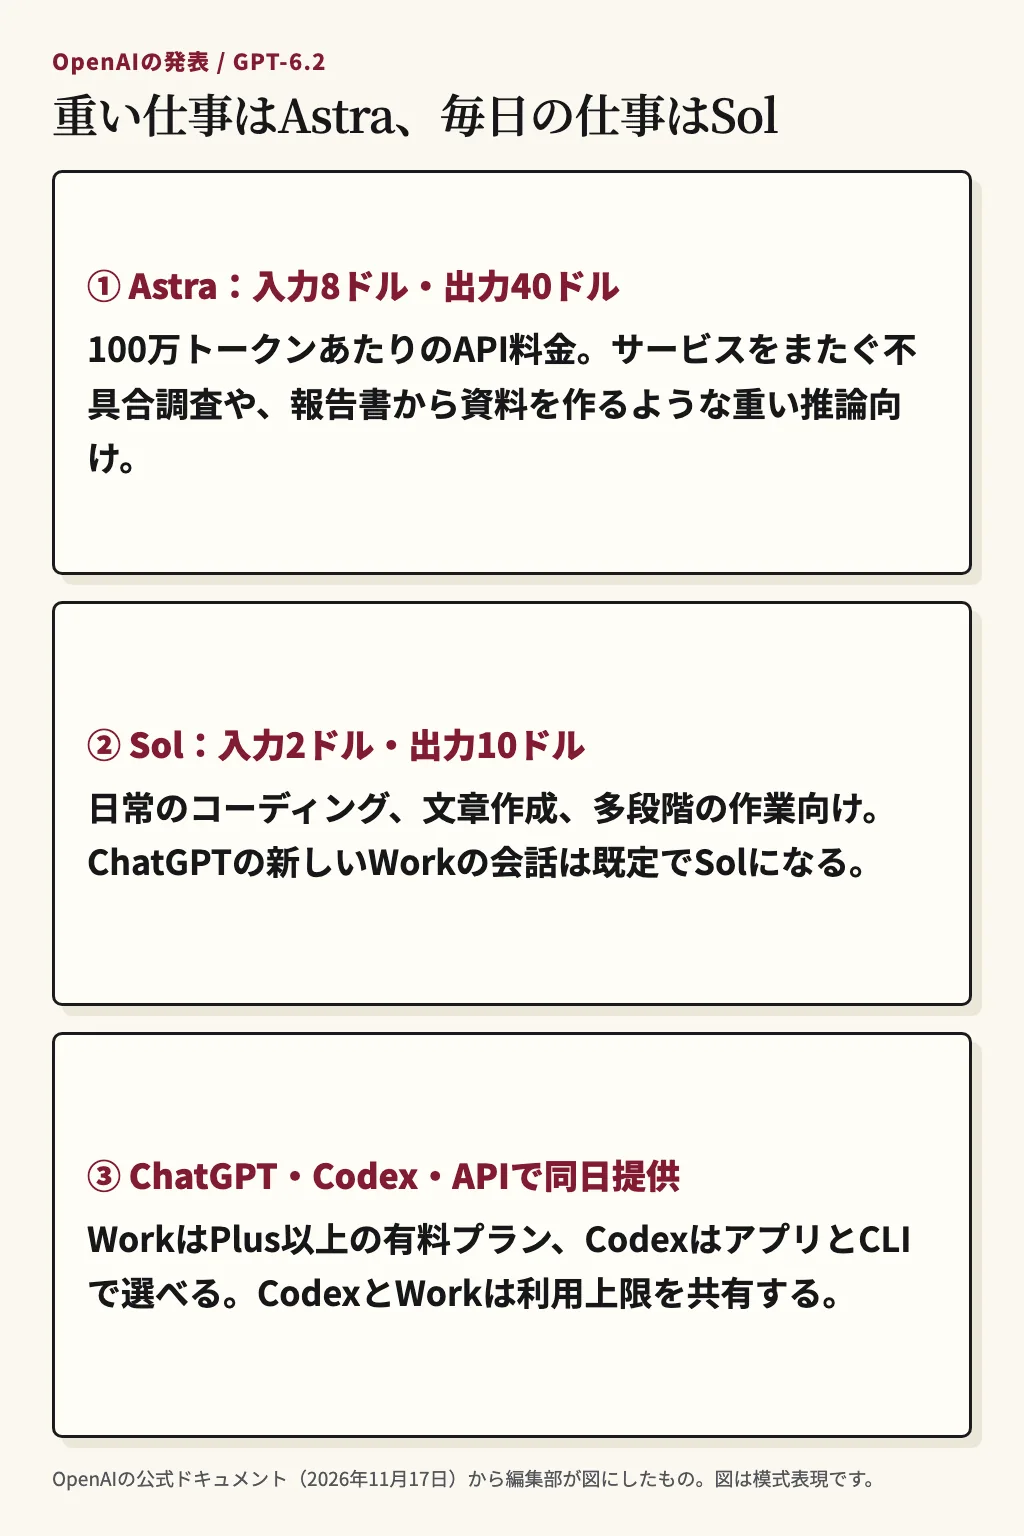 OpenAIの発表 / GPT-6.2
重い仕事はAstra、毎日の仕事はSol
① Astra：入力8ドル・出力40ドル
100万トークンあたりのAPI料金。サービスをまたぐ不
具合調査や、報告書から資料を作るような重い推論向
け。
② Sol：入力2ドル・出力10ドル
日常のコーディング、文章作成、多段階の作業向け。
ChatGPTの新しいWorkの会話は既定でSolになる。
③ ChatGPT・Codex・APIで同日提供
WorkはPlus以上の有料プラン、CodexはアプリとCLI
で選べる。CodexとWorkは利用上限を共有する。
OpenAIの公式ドキュメント（2026年11月17日）から編集部が図にしたもの。図は模式表現です。